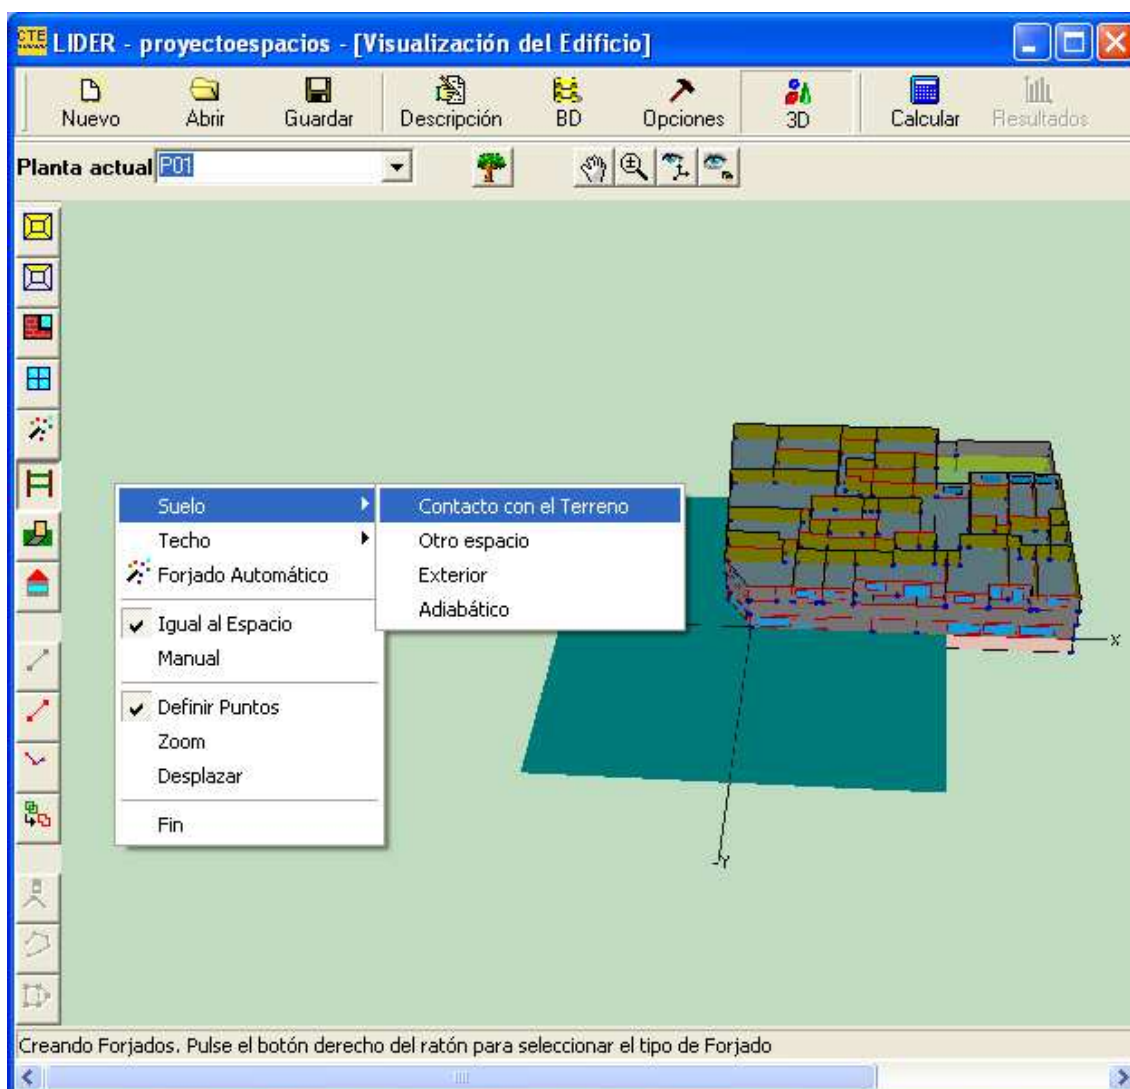 CTE LIDER - proyectoespacios - [Visualización del Edificio]
Nuevo Abrir Guardar Descripción BD Opciones 3D Calcular Resultados
Planta actual P01
Suelo
Techo
Forjado Automático
Igual al Espacio
Manual
Definir Puntos
Zoom
Desplazar
Fin
Contacto con el Terreno
Otro espacio
Exterior
Adiabático
X
-Y
Creando Forjados. Pulse el botón derecho del ratón para seleccionar el tipo de Forjado